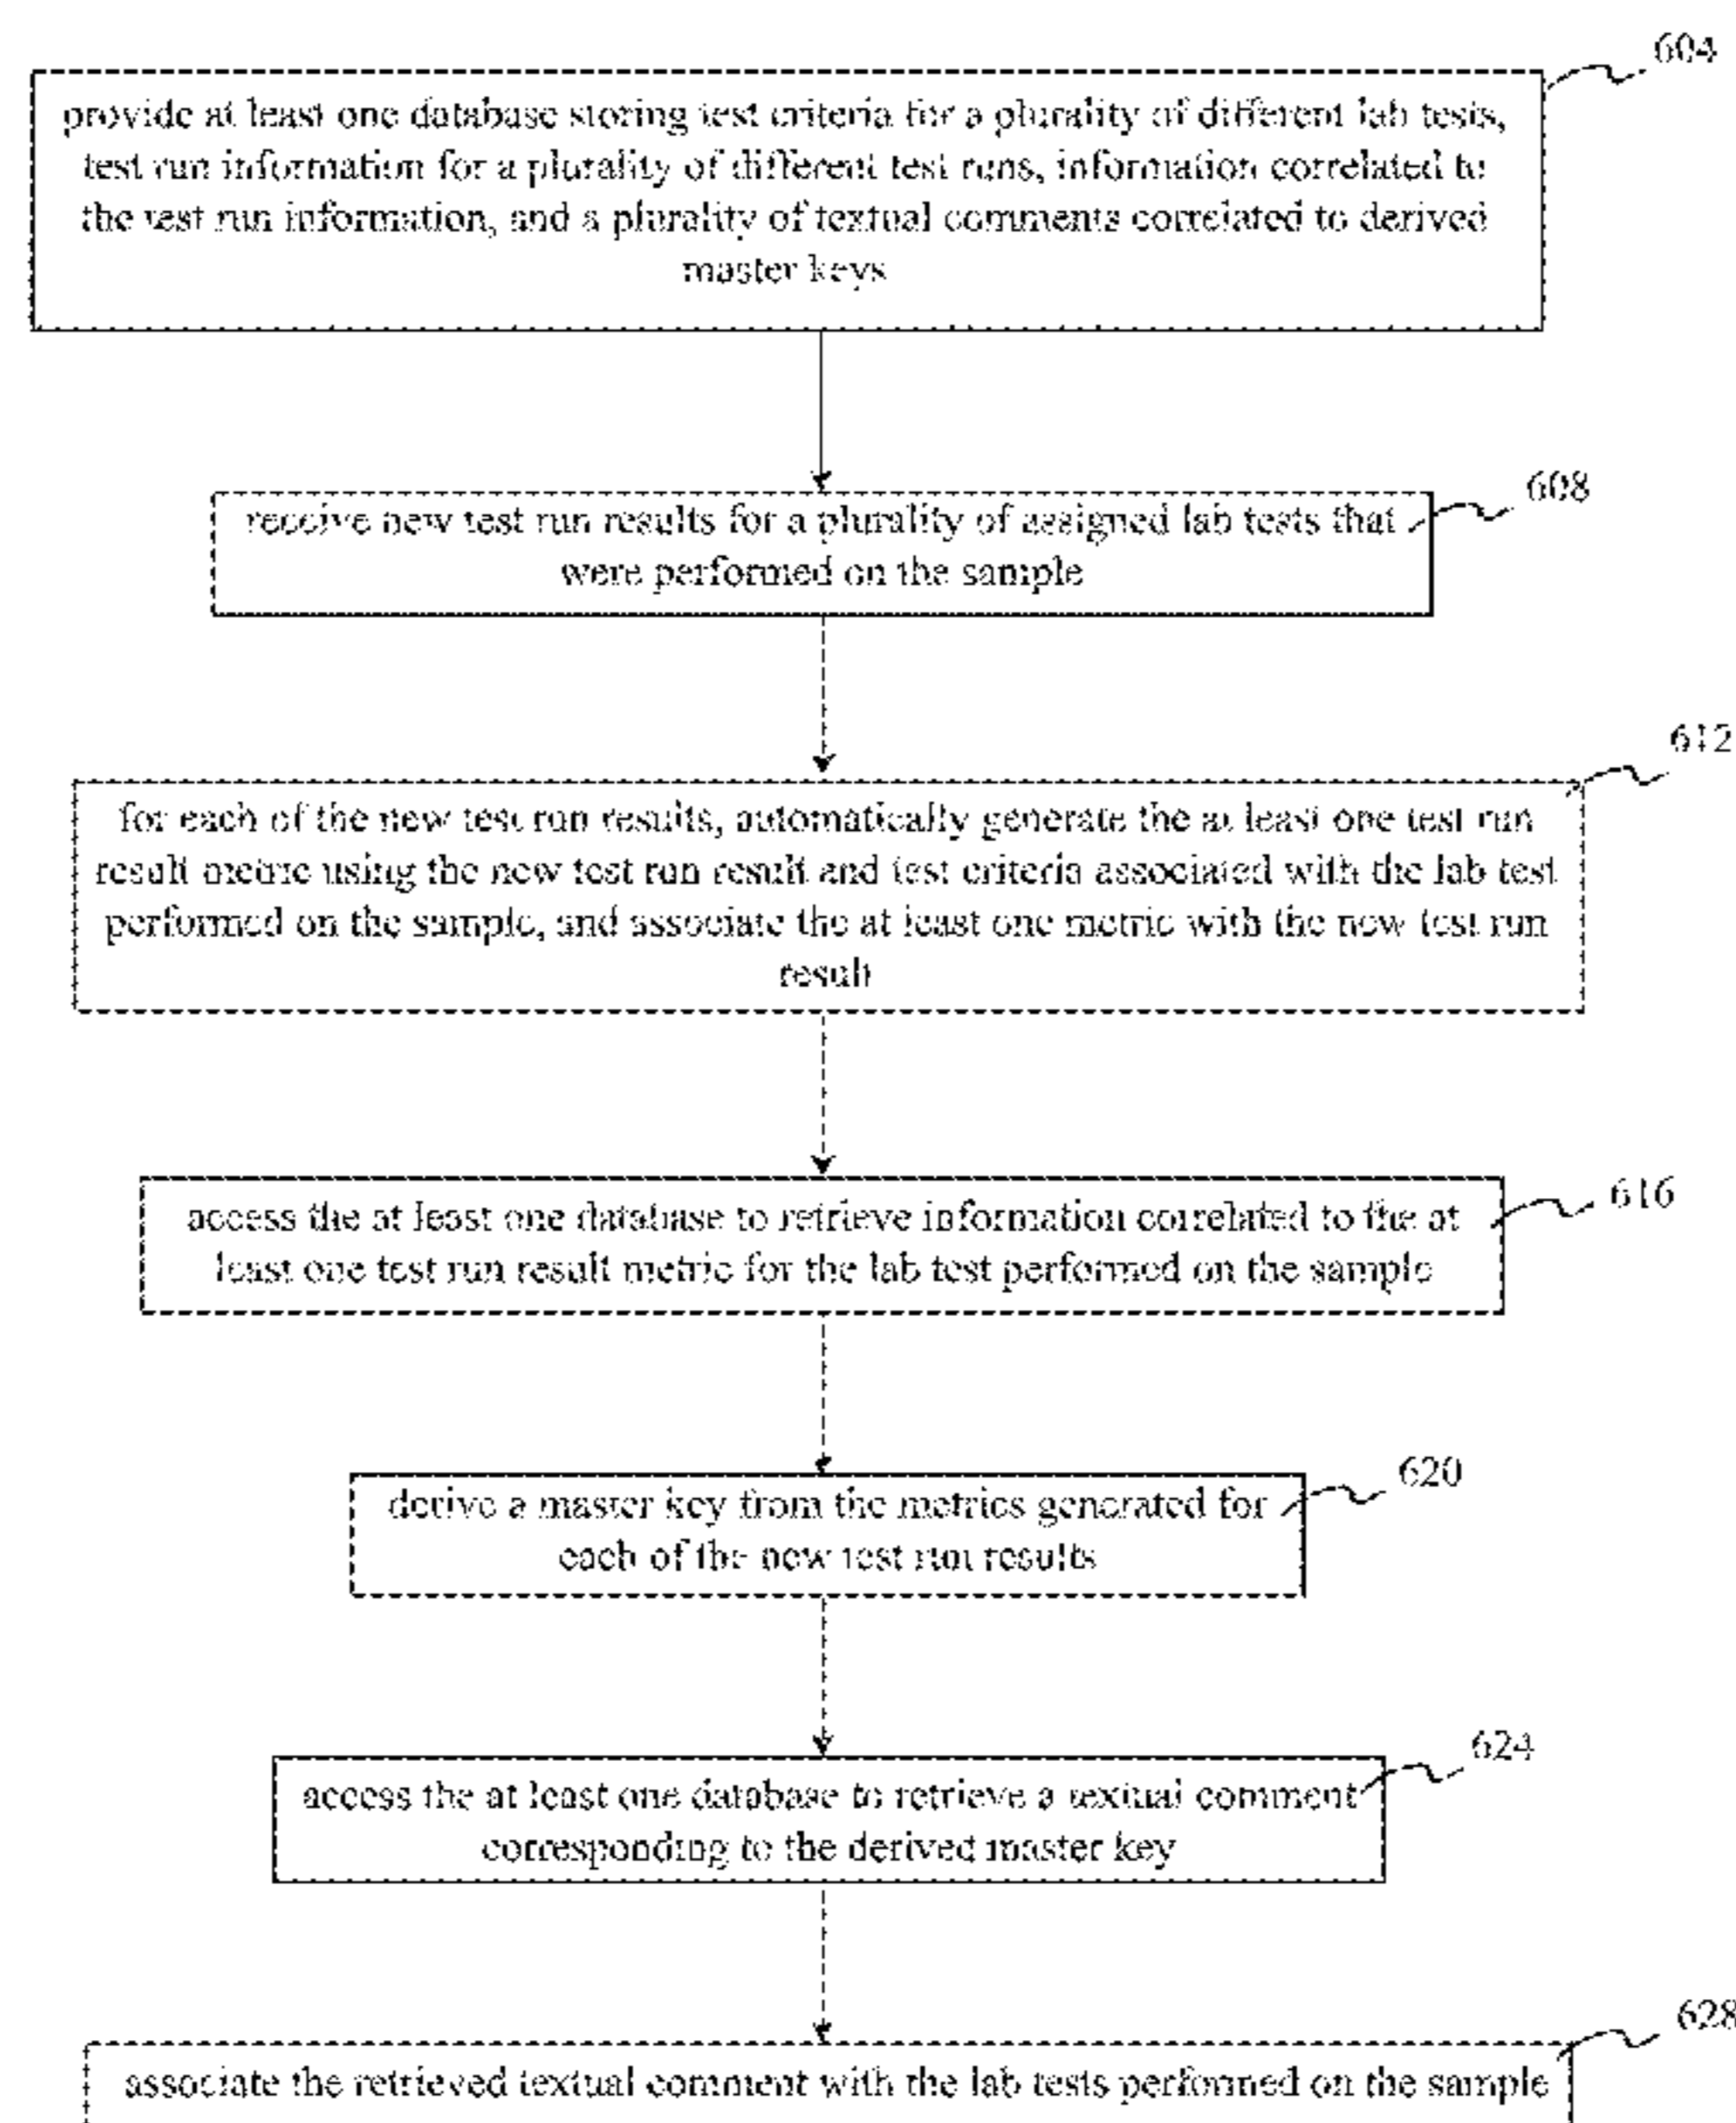 604
provide at least one database storing test criteria for a plurality of different lab tests,
test run information for a plurality of different test runs, information correlated to
the test run information, and a plurality of textual comments correlated to derived
master keys
608
receive new test run results for a plurality of assigned lab tests that
were performed on the sample
612
for each of the new test run results, automatically generate the at least one test run
result metric using the new test run result and test criteria associated with the lab test
performed on the sample, and associate the at least one metric with the new test run
result
616
access the at least one database to retrieve information correlated to the at
least one test run result metric for the lab test performed on the sample
620
derive a master key from the metrics generated for
each of the new test run results
624
access the at least one database to retrieve a textual comment
corresponding to the derived master key
628
associate the retrieved textual comment with the lab tests performed on the sample